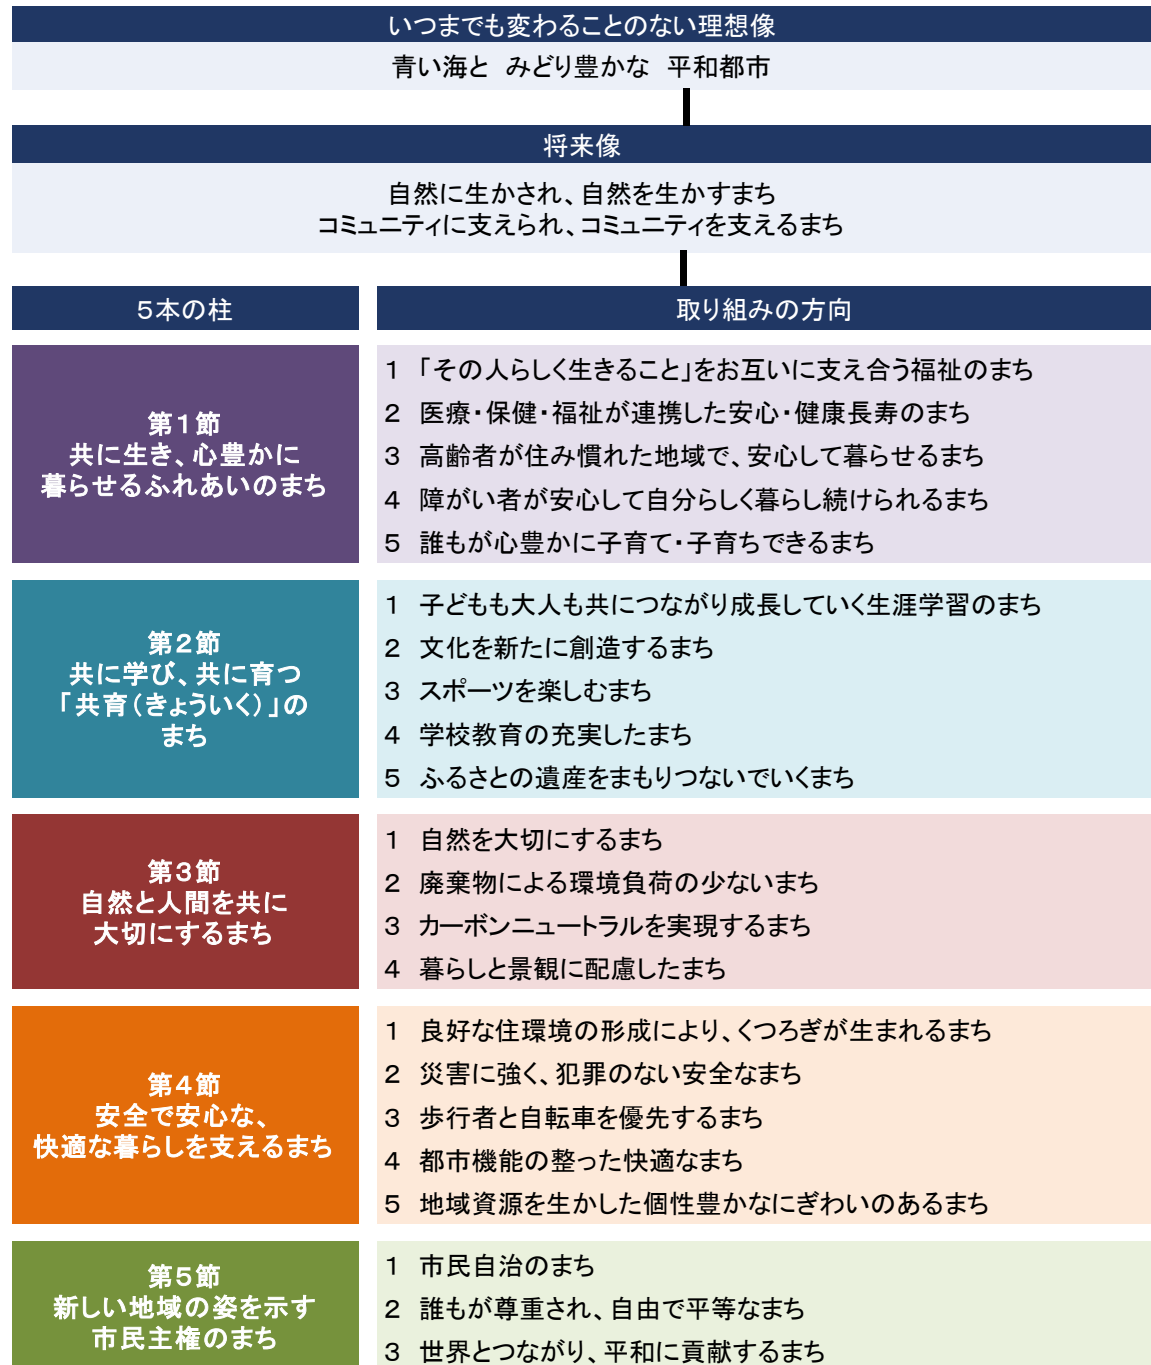 いつまでも変わることのない理想像
青い海と　みどり豊かな　平和都市
将来像
自然に生かされ、自然を生かすまち
コミュニティに支えられ、コミュニティを支えるまち
５本の柱
取り組みの方向
第１節
共に生き、心豊かに
暮らせるふれあいのまち
１　「その人らしく生きること」をお互いに支え合う福祉のまち
２　医療・保健・福祉が連携した安心・健康長寿のまち
３　高齢者が住み慣れた地域で、安心して暮らせるまち
４　障がい者が安心して自分らしく暮らし続けられるまち
５　誰もが心豊かに子育て・子育ちできるまち
第２節
共に学び、共に育つ
「共育（きょういく）」の
まち
１　子どもも大人も共につながり成長していく生涯学習のまち
２　文化を新たに創造するまち
３　スポーツを楽しむまち
４　学校教育の充実したまち
５　ふるさとの遺産をまもりつないでいくまち
第３節
自然と人間を共に
大切にするまち
１　自然を大切にするまち
２　廃棄物による環境負荷の少ないまち
３　カーボンニュートラルを実現するまち
４　暮らしと景観に配慮したまち
第４節
安全で安心な、
快適な暮らしを支えるまち
１　良好な住環境の形成により、くつろぎが生まれるまち
２　災害に強く、犯罪のない安全なまち
３　歩行者と自転車を優先するまち
４　都市機能の整った快適なまち
５　地域資源を生かした個性豊かなにぎわいのあるまち
第５節
新しい地域の姿を示す
市民主権のまち
１　市民自治のまち
２　誰もが尊重され、自由で平等なまち
３　世界とつながり、平和に貢献するまち